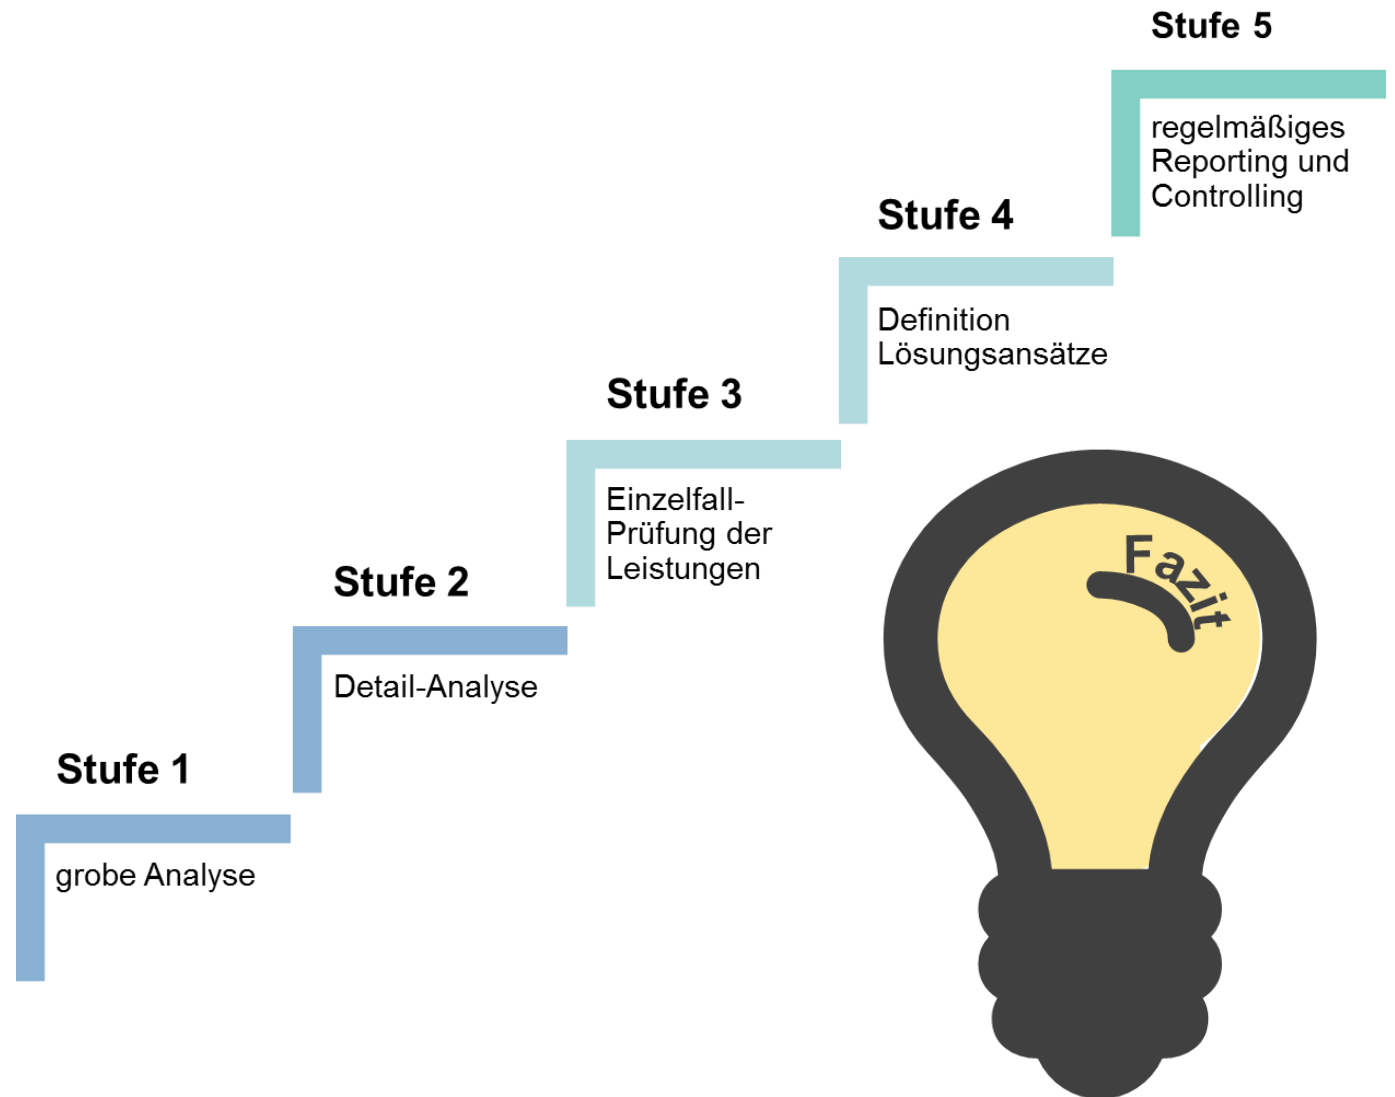 Stufe 1
grobe Analyse
Stufe 2
Detail-Analyse
Stufe 3
Einzelfall-
Prüfung der
Leistungen
Stufe 4
Definition
Lösungsansätze
Stufe 5
regelmäßiges
Reporting und
Controlling
Fazit